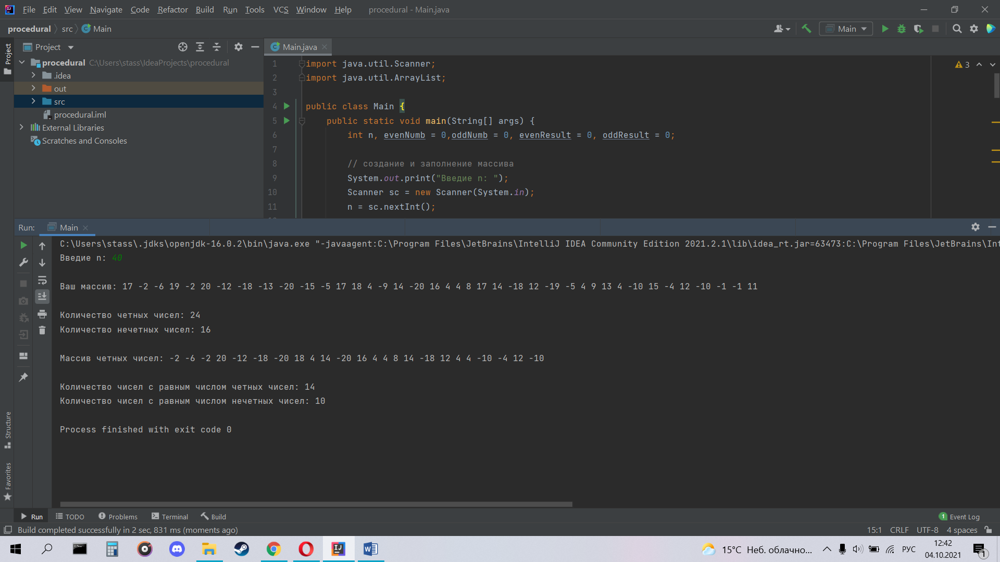 File Edit View Navigate Code Refactor Build Run Tools VCS Window Help procedural - Main.java
procedural src Main
Main
Project
Project
Main.java
procedural C:\Users\stass\IdeaProjects\procedural
.idea
out
src
procedural.iml
External Libraries
Scratches and Consoles
3
1 import java.util.Scanner;
2 import java.util.ArrayList;
3
4 public class Main {
5 public static void main(String[] args) {
6 int n, evenNumb = 0,oddNumb = 0, evenResult = 0, oddResult = 0;
7
8 // создание и заполнение массива
9 System.out.print("Введие n: ");
10 Scanner sc = new Scanner(System.in);
11 n = sc.nextInt();
Run: Main
C:\Users\stass\.jdks\openjdk-16.0.2\bin\java.exe "-javaagent:C:\Program Files\JetBrains\IntelliJ IDEA Community Edition 2021.2.1\lib\idea_rt.jar=63473:C:\Program Files\JetBrains\Int
Введие n: 40
Ваш массив: 17 -2 -6 19 -2 20 -12 -18 -13 -20 -15 -5 17 18 4 -9 14 -20 16 4 4 8 17 14 -18 12 -19 -5 4 9 13 4 -10 15 -4 12 -10 -1 -1 11
Количество четных чисел: 24
Количество нечетных чисел: 16
Массив четных чисел: -2 -6 -2 20 -12 -18 -20 18 4 14 -20 16 4 4 8 14 -18 12 4 4 -10 -4 12 -10
Количество чисел с равным числом четных чисел: 14
Количество чисел с равным числом нечетных чисел: 10
Process finished with exit code 0
Structure
Favorites
Run TODO Problems Terminal Build 1 Event Log
Build completed successfully in 2 sec, 831 ms (moments ago) 15:1 CRLF UTF-8 4 spaces
15°C Неб. облачно... РУС 12:42
04.10.2021 1